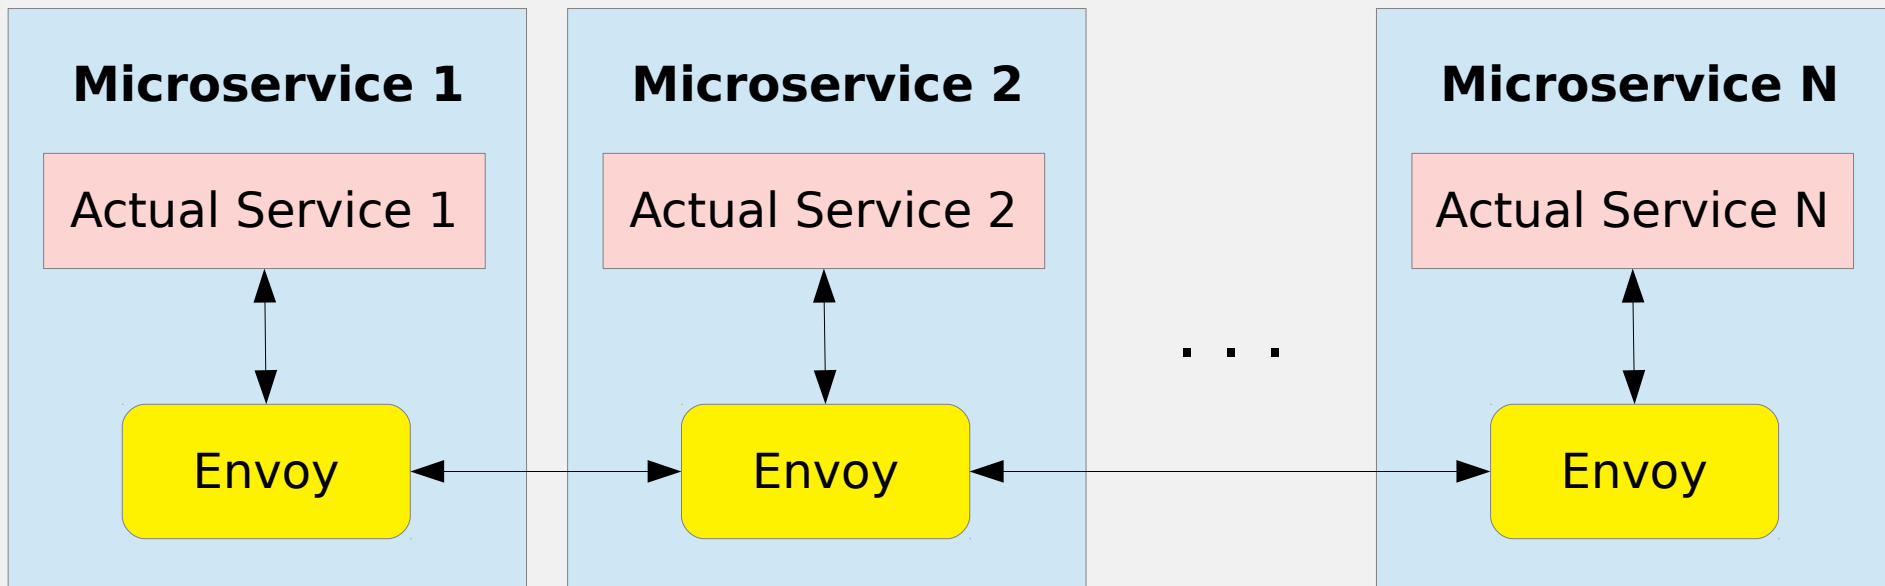 Microservice 1
Actual Service 1
Envoy
Microservice 2
Actual Service 2
Envoy
. . .
Microservice N
Actual Service N
Envoy